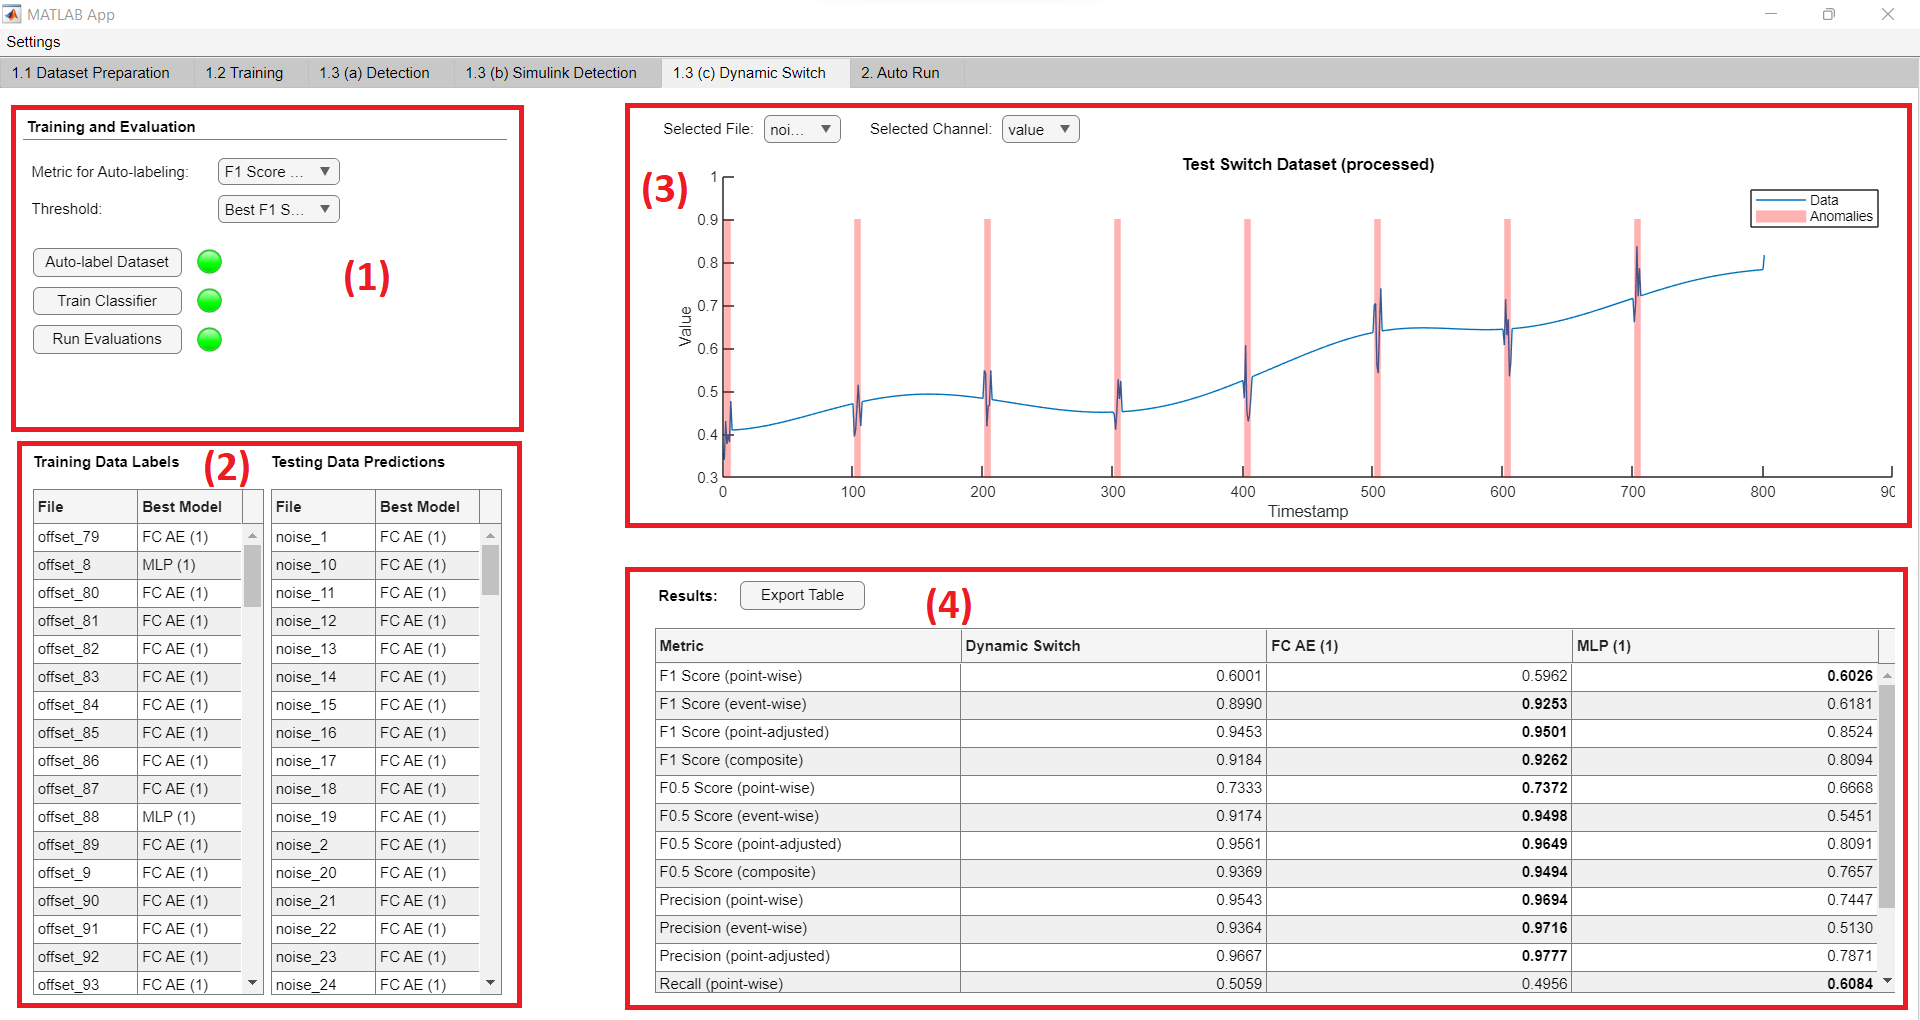 MATLAB App
Settings
1.1 Dataset Preparation 1.2 Training 1.3 (a) Detection 1.3 (b) Simulink Detection 1.3 (c) Dynamic Switch 2. Auto Run
Training and Evaluation
Metric for Auto-labeling: F1 Score ...
Threshold: Best F1 S...
Auto-label Dataset
Train Classifier
Run Evaluations
(1)
Training Data Labels
(2)
Testing Data Predictions
File Best Model
offset_79 FC AE (1)
offset_8 MLP (1)
offset_80 FC AE (1)
offset_81 FC AE (1)
offset_82 FC AE (1)
offset_83 FC AE (1)
offset_84 FC AE (1)
offset_85 FC AE (1)
offset_86 FC AE (1)
offset_87 FC AE (1)
offset_88 MLP (1)
offset_89 FC AE (1)
offset_9 FC AE (1)
offset_90 FC AE (1)
offset_91 FC AE (1)
offset_92 FC AE (1)
offset_93 FC AE (1)
File Best Model
noise_1 FC AE (1)
noise_10 FC AE (1)
noise_11 FC AE (1)
noise_12 FC AE (1)
noise_13 FC AE (1)
noise_14 FC AE (1)
noise_15 FC AE (1)
noise_16 FC AE (1)
noise_17 FC AE (1)
noise_18 FC AE (1)
noise_19 FC AE (1)
noise_2 FC AE (1)
noise_20 FC AE (1)
noise_21 FC AE (1)
noise_22 FC AE (1)
noise_23 FC AE (1)
noise_24 FC AE (1)
Selected File: noi... Selected Channel: value
(3)
Test Switch Dataset (processed)
Data
Anomalies
1
0.9
0.8
0.7
0.6
0.5
0.4
0.3
Value
0 100 200 300 400 500 600 700 800 90
Timestamp
Results: Export Table
(4)
Metric Dynamic Switch FC AE (1) MLP (1)
F1 Score (point-wise) 0.6001 0.5962 0.6026
F1 Score (event-wise) 0.8990 0.9253 0.6181
F1 Score (point-adjusted) 0.9453 0.9501 0.8524
F1 Score (composite) 0.9184 0.9262 0.8094
F0.5 Score (point-wise) 0.7333 0.7372 0.6668
F0.5 Score (event-wise) 0.9174 0.9498 0.5451
F0.5 Score (point-adjusted) 0.9561 0.9649 0.8091
F0.5 Score (composite) 0.9369 0.9494 0.7657
Precision (point-wise) 0.9543 0.9694 0.7447
Precision (event-wise) 0.9364 0.9716 0.5130
Precision (point-adjusted) 0.9667 0.9777 0.7871
Recall (point-wise) 0.5059 0.4956 0.6084